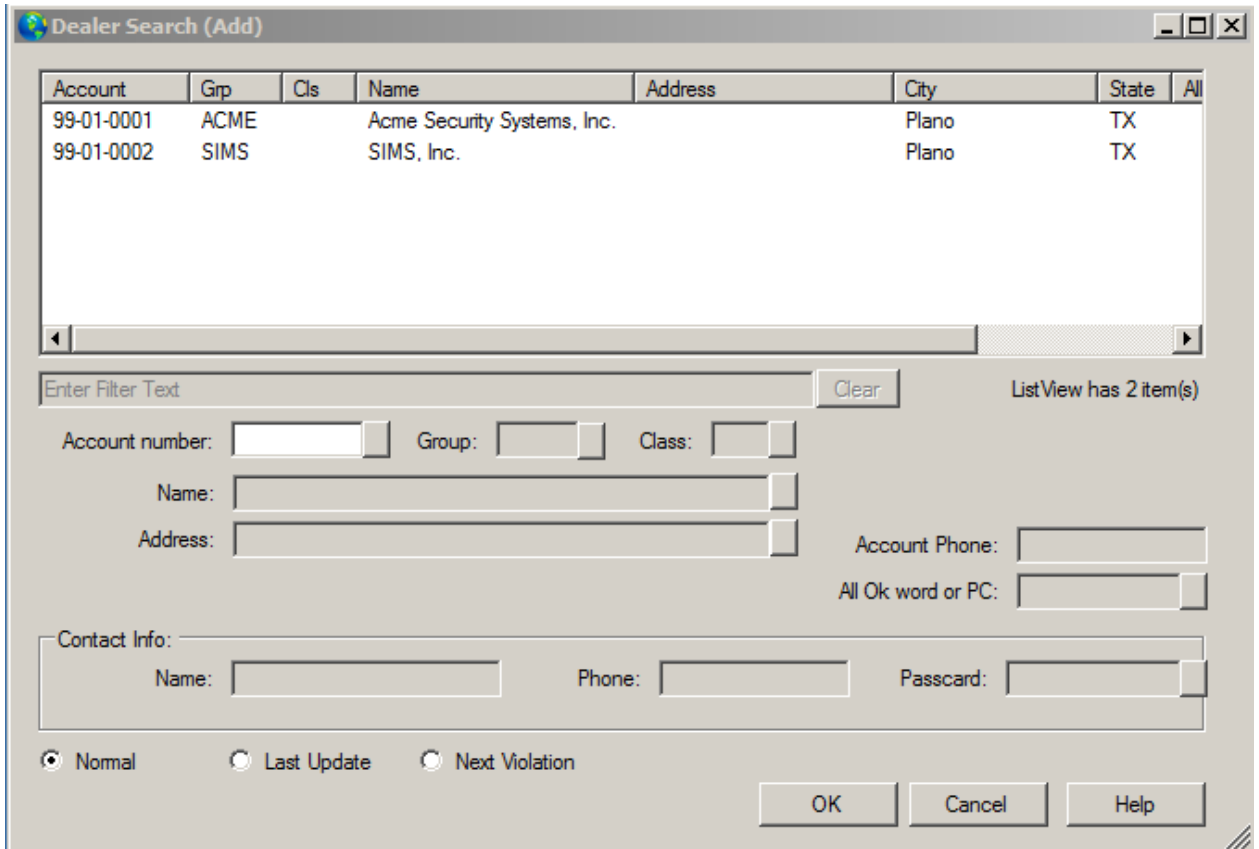 Dealer Search (Add)
Account Grp Cls Name Address City State All
99-01-0001 ACME Acme Security Systems, Inc. Plano TX
99-01-0002 SIMS SIMS, Inc. Plano TX
Enter Filter Text Clear ListView has 2 item(s)
Account number: Group: Class:
Name:
Address:
Account Phone:
All Ok word or PC:
Contact Info:
Name: Phone: Passcard:
Normal Last Update Next Violation
OK Cancel Help